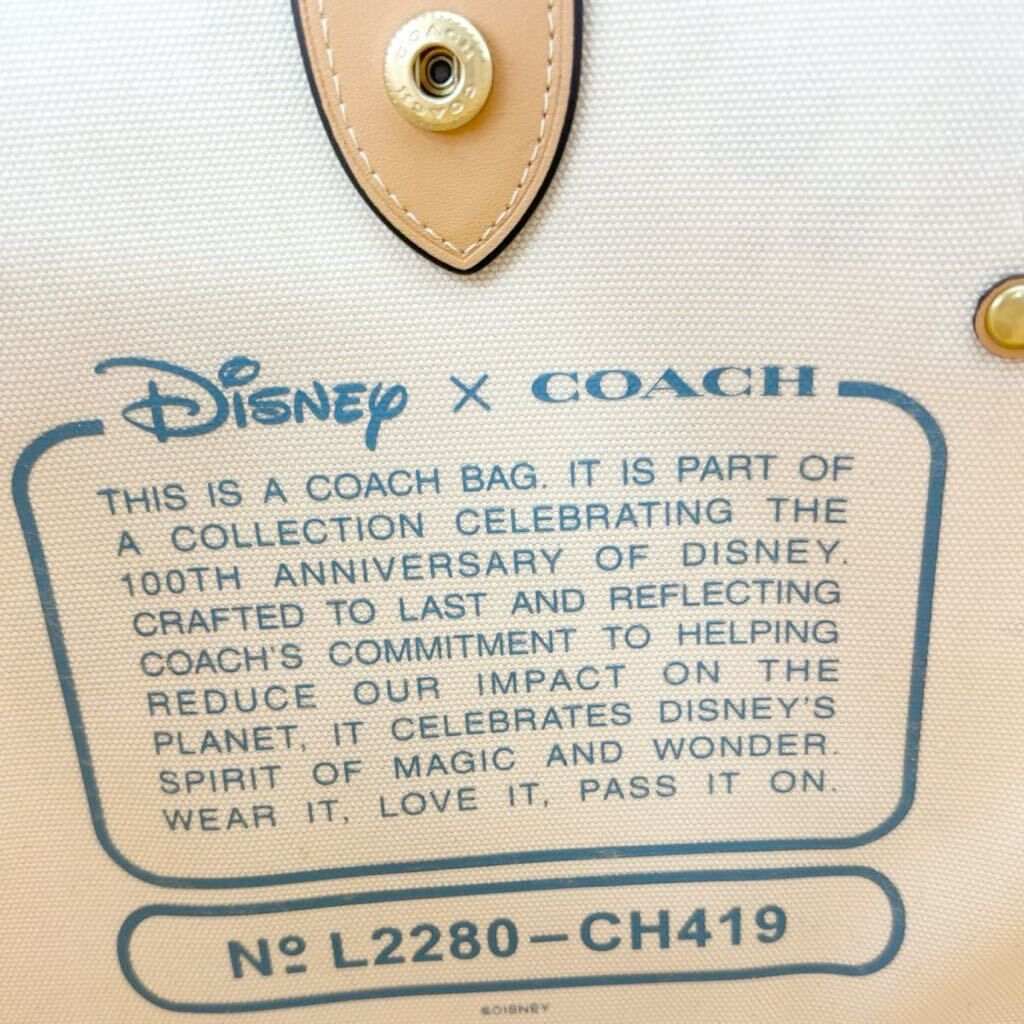 COACH COACH
Disney × COACH
THIS IS A COACH BAG. IT IS PART OF
A COLLECTION CELEBRATING THE
100TH ANNIVERSARY OF DISNEY.
CRAFTED TO LAST AND REFLECTING
COACH'S COMMITMENT TO HELPING
REDUCE OUR IMPACT ON THE
PLANET, IT CELEBRATES DISNEY'S
SPIRIT OF MAGIC AND WONDER.
WEAR IT, LOVE IT, PASS IT ON.
Nº L2280–CH419
©DISNEY